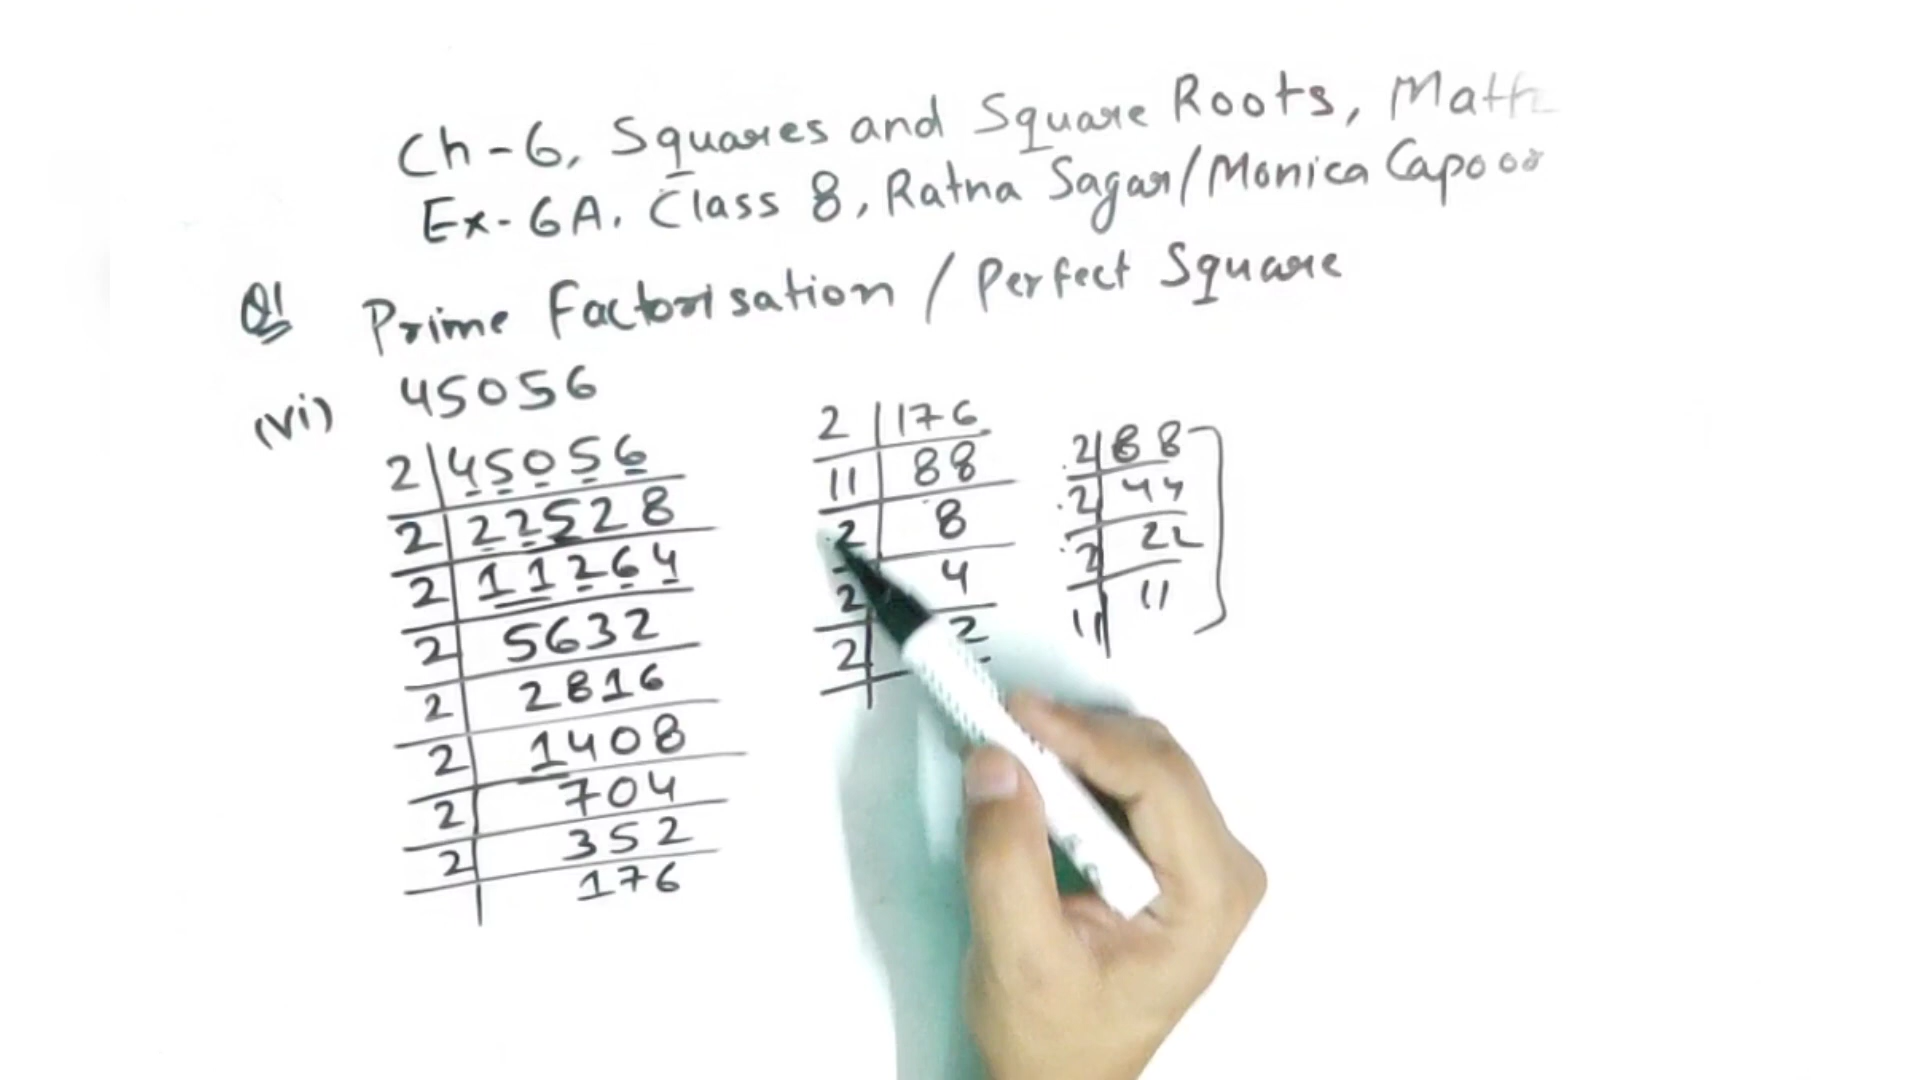 Ch-6, Squares and Square Roots, Math
Ex-6A. Class 8, Ratna Sagar/Monica Capoor
Q1 Prime Factorisation / Perfect Square
(vi) 45056
2 | 45056
2 | 22528
2 | 11264
2 | 5632
2 | 2816
2 | 1408
2 | 704
2 | 352
176
2 | 176
11 | 88
2 | 8
2 | 4
2 | 2
2 | 88
2 | 44
2 | 22
11 | 11